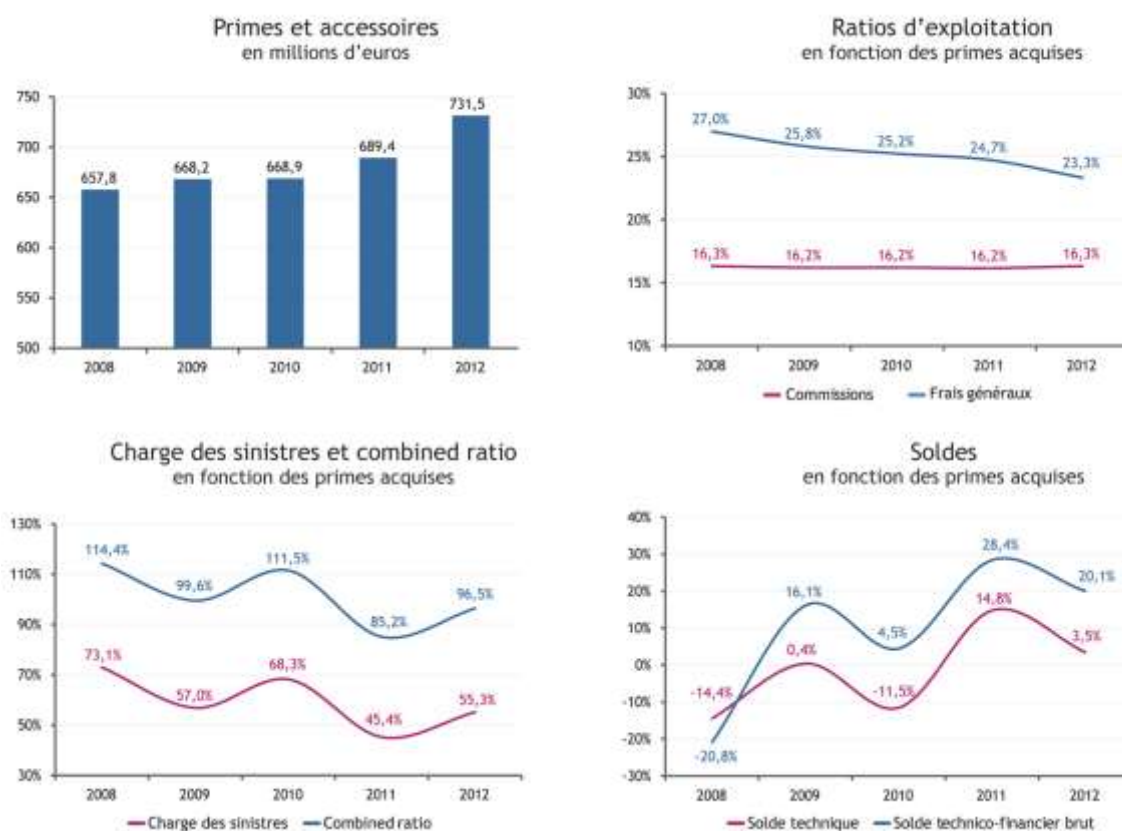 Primes et accessoires
en millions d'euros
750
700
650
600
550
500
657,8
668,2
668,9
689,4
731,5
2008 2009 2010 2011 2012
Ratios d'exploitation
en fonction des primes acquises
30%
25%
20%
15%
10%
27,0% 25,8% 25,2% 24,7% 23,3%
16,3% 16,2% 16,2% 16,2% 16,3%
2008 2009 2010 2011 2012
Commissions Frais généraux
Charge des sinistres et combined ratio
en fonction des primes acquises
130%
110%
90%
70%
50%
30%
114,4% 99,6% 111,5% 85,2% 96,5%
73,1% 57,0% 68,3% 45,4% 55,3%
2008 2009 2010 2011 2012
Charge des sinistres Combined ratio
Soldes
en fonction des primes acquises
40%
30%
20%
10%
0%
-10%
-20%
-30%
-20,8% 16,1% 4,5% 28,4% 20,1%
-14,4% 0,4% -11,5% 14,8% 3,5%
2008 2009 2010 2011 2012
Solde technique Solde technico-financier brut